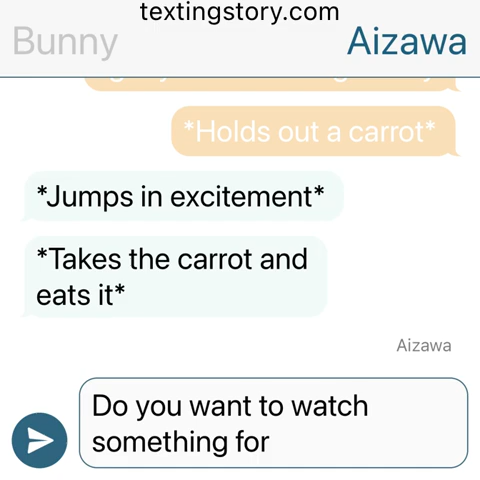 textingstory.com
Bunny
Aizawa
*Holds out a carrot*
*Jumps in excitement*
*Takes the carrot and
eats it*
Aizawa
Do you want to watch
something for